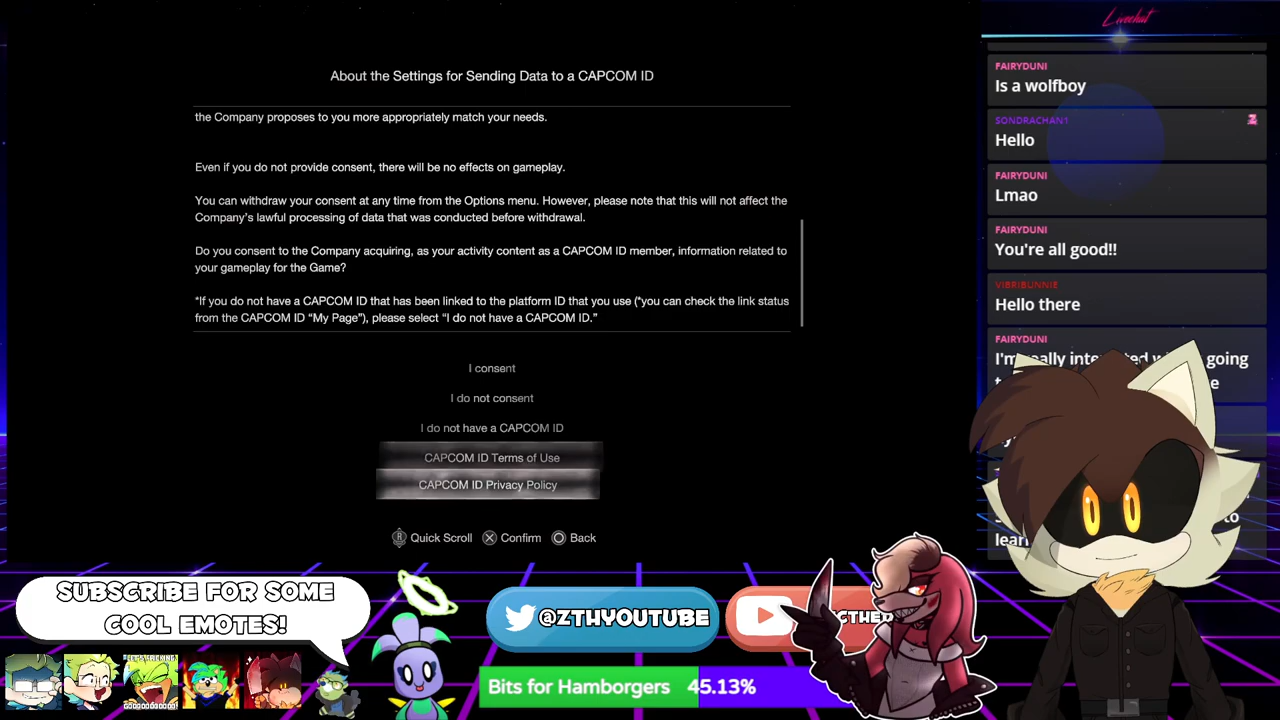 About the Settings for Sending Data to a CAPCOM ID
the Company proposes to you more appropriately match your needs.
Even if you do not provide consent, there will be no effects on gameplay.
You can withdraw your consent at any time from the Options menu. However, please note that this will not affect the
Company's lawful processing of data that was conducted before withdrawal.
Do you consent to the Company acquiring, as your activity content as a CAPCOM ID member, information related to
your gameplay for the Game?
*If you do not have a CAPCOM ID that has been linked to the platform ID that you use (*you can check the link status
from the CAPCOM ID “My Page”), please select “I do not have a CAPCOM ID.”
I consent
I do not consent
I do not have a CAPCOM ID
CAPCOM ID Terms of Use
CAPCOM ID Privacy Policy
R Quick Scroll Confirm Back
Livechat
FAIRYDUNI
Is a wolfboy
SONDRACHAN1
Hello
FAIRYDUNI
Lmao
FAIRYDUNI
You're all good!!
VIBRIBUNNIE
Hello there
FAIRYDUNI
I'm going
to
SUBSCRIBE FOR SOME
COOL EMOTES!
@ZTHYOUTUBE
Bits for Hamborgers 45.13%